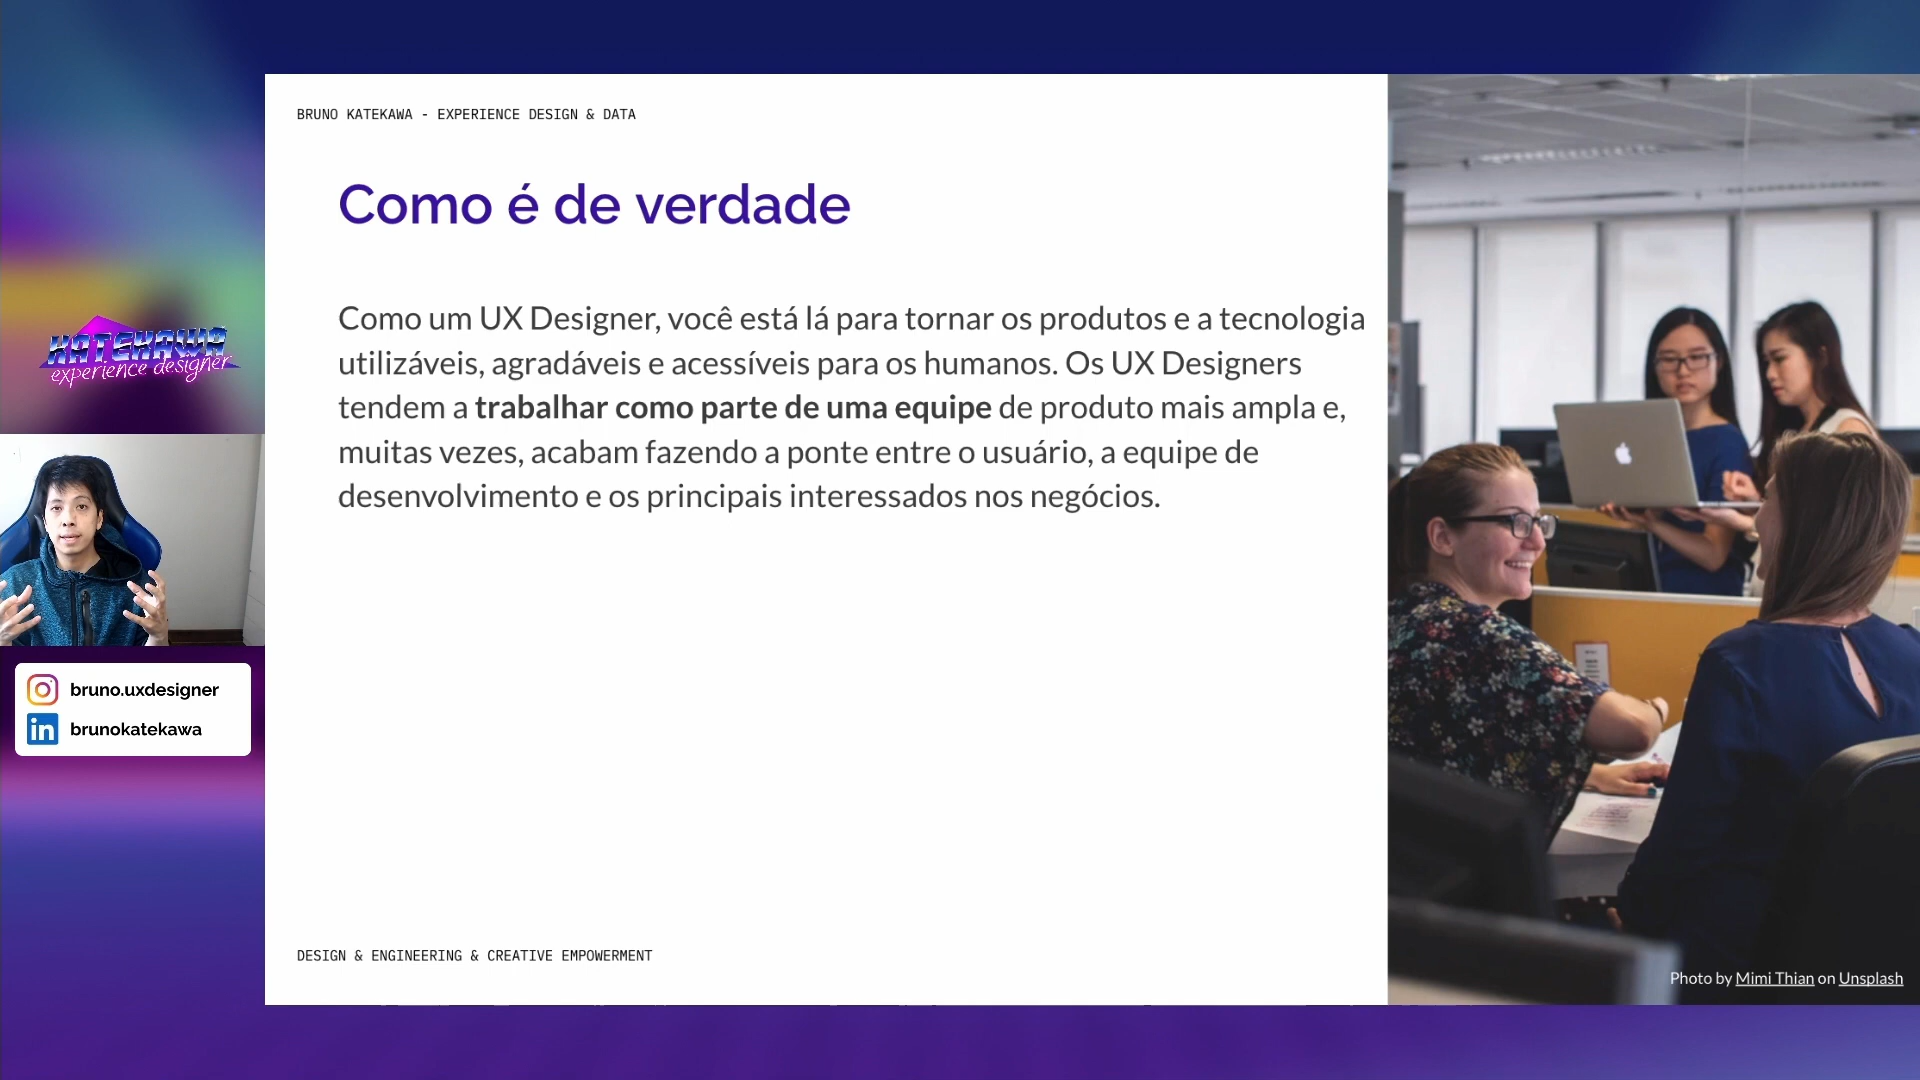 BRUNO KATEKAWA - EXPERIENCE DESIGN & DATA
Como é de verdade
Como um UX Designer, você está lá para tornar os produtos e a tecnologia
utilizáveis, agradáveis e acessíveis para os humanos. Os UX Designers
tendem a trabalhar como parte de uma equipe de produto mais ampla e,
muitas vezes, acabam fazendo a ponte entre o usuário, a equipe de
desenvolvimento e os principais interessados nos negócios.
KATEKAWA
experience designer
bruno.uxdesigner
in
brunokatekawa
DESIGN & ENGINEERING & CREATIVE EMPOWERMENT
Photo by Mimi Thian on Unsplash